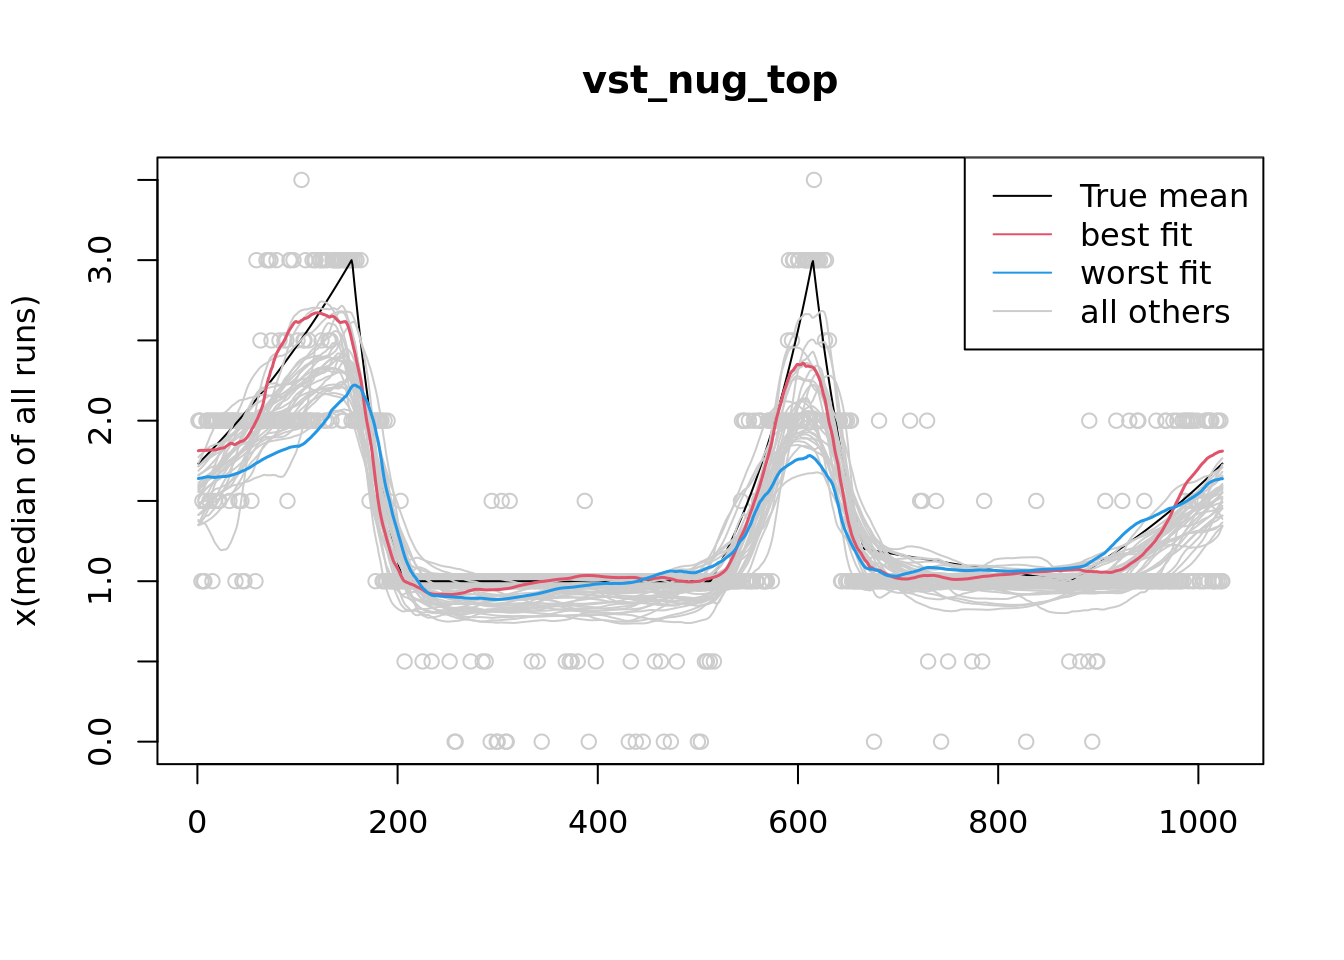 vst_nug_top
x(median of all runs)
3.0
2.0
1.0
0.0
True mean
best fit
worst fit
all others
0 200 400 600 800 1000